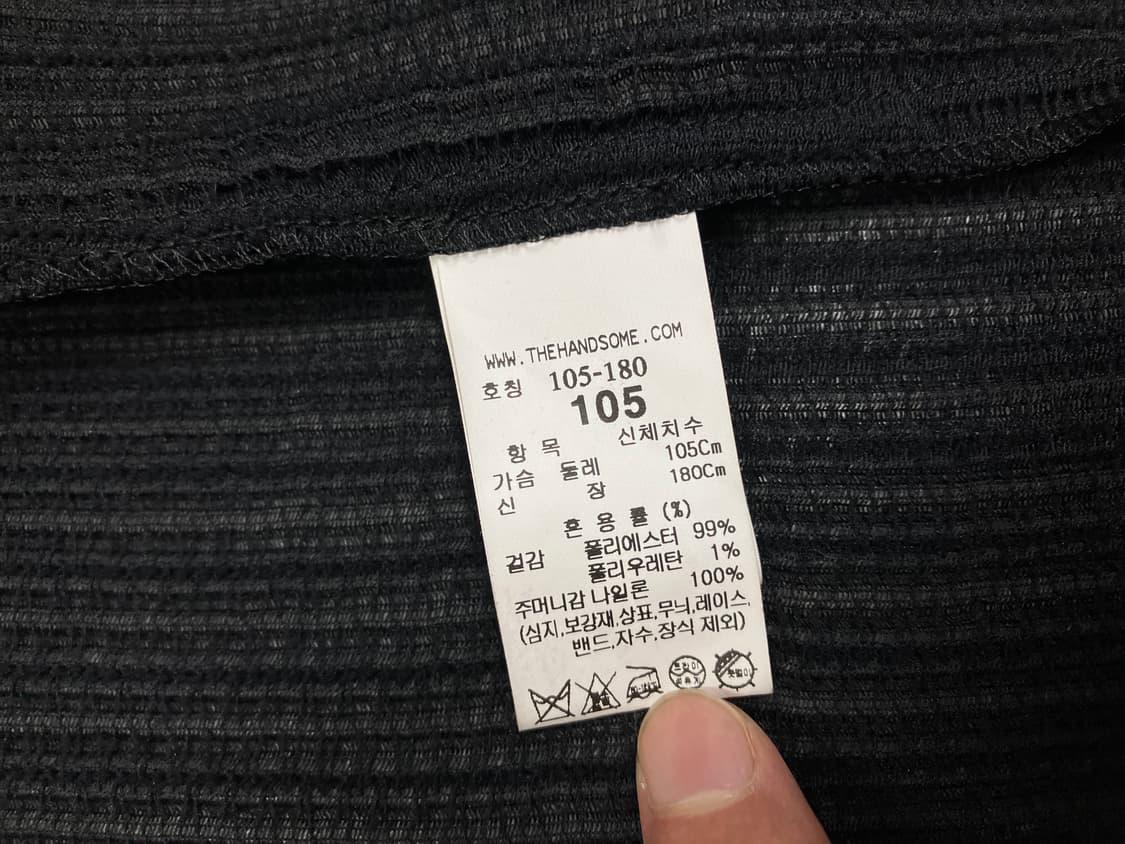 WWW.THEHANDSOME.COM
호칭 105-180
105
항 목 신체치수
가슴 둘레 105Cm
신 장 180Cm
혼 용 률 (%)
겉감 폴리에스터 99%
폴리우레탄 1%
주머니감 나일론 100%
(심지,보강재,상표,무늬,레이스,
밴드,자수,장식 제외)
드라이